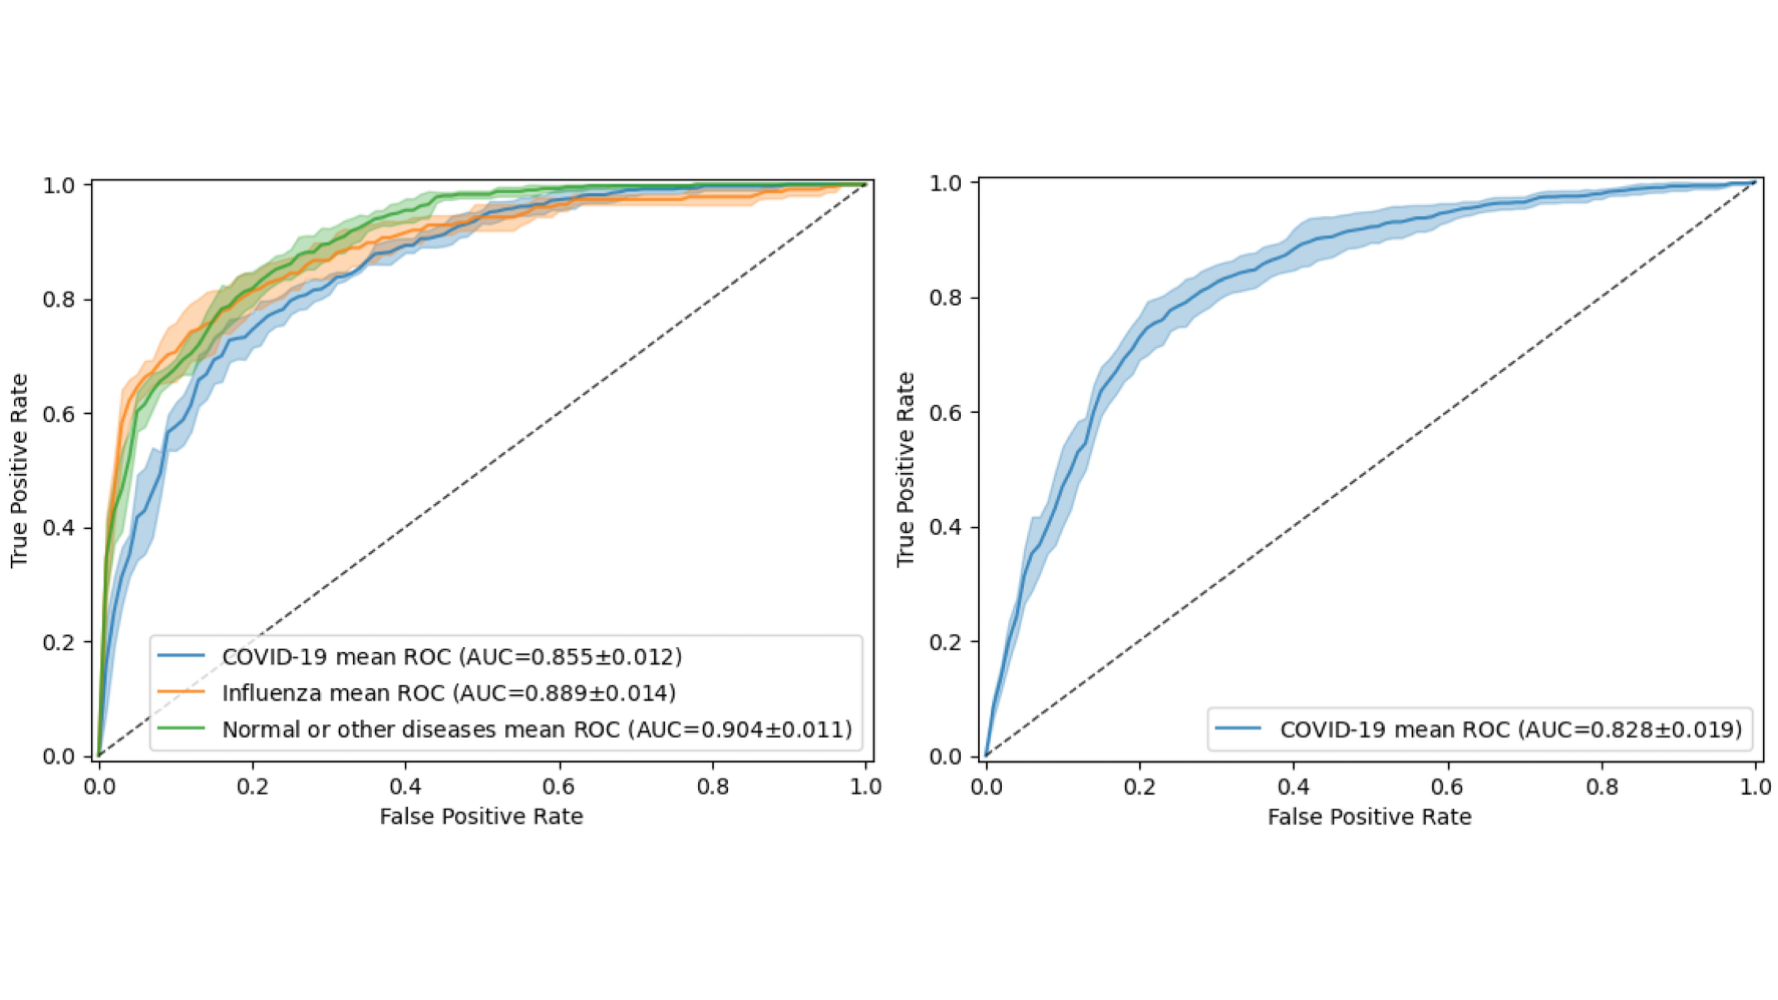 1.0
0.8
0.6
0.4
0.2
0.0
True Positive Rate
COVID-19 mean ROC (AUC=0.855±0.012)
Influenza mean ROC (AUC=0.889±0.014)
Normal or other diseases mean ROC (AUC=0.904±0.011)
0.0 0.2 0.4 0.6 0.8 1.0
False Positive Rate
1.0
0.8
0.6
0.4
0.2
0.0
True Positive Rate
COVID-19 mean ROC (AUC=0.828±0.019)
0.0 0.2 0.4 0.6 0.8 1.0
False Positive Rate